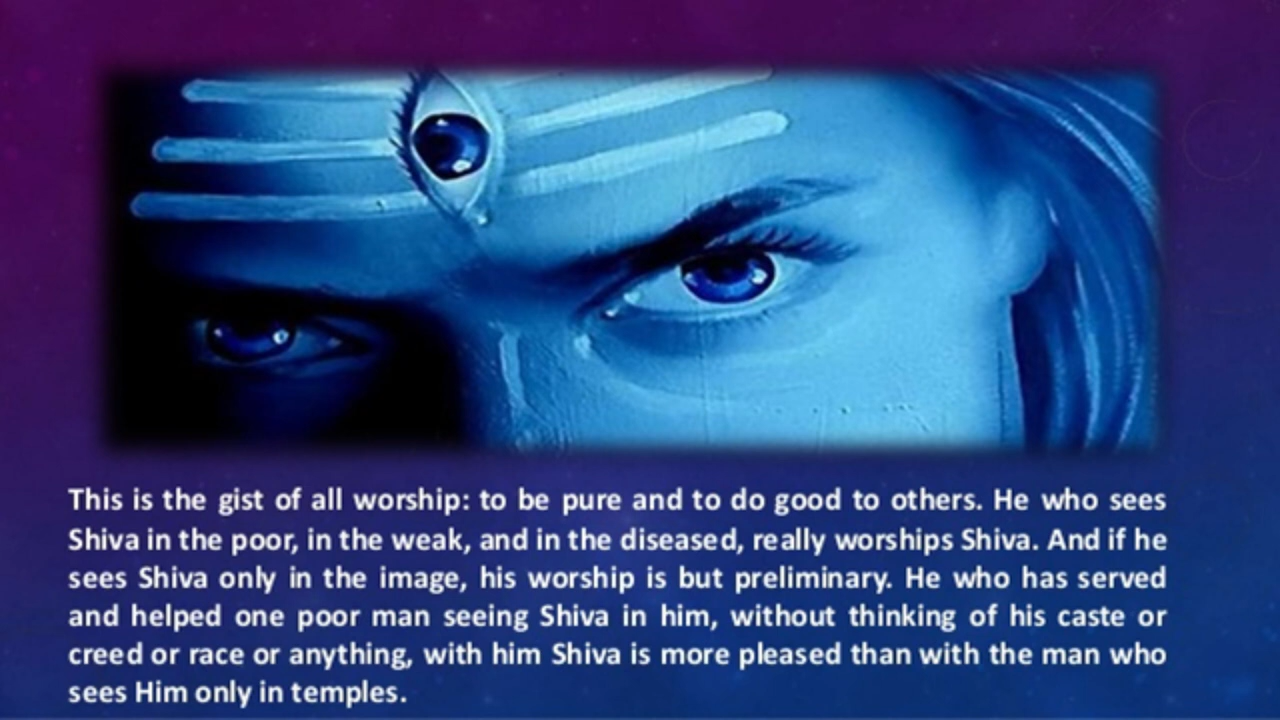 This is the gist of all worship: to be pure and to do good to others. He who sees
Shiva in the poor, in the weak, and in the diseased, really worships Shiva. And if he
sees Shiva only in the image, his worship is but preliminary. He who has served
and helped one poor man seeing Shiva in him, without thinking of his caste or
creed or race or anything, with him Shiva is more pleased than with the man who
sees Him only in temples.